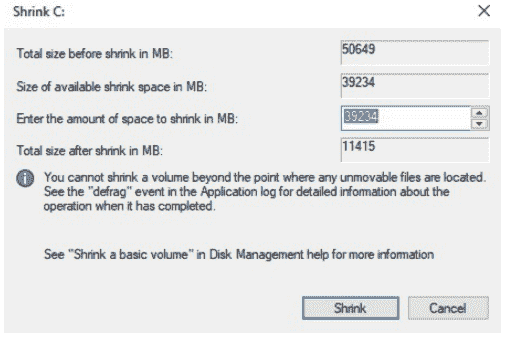 Shrink C:
Total size before shrink in MB: 50649
Size of available shrink space in MB: 39234
Enter the amount of space to shrink in MB: 39234
Total size after shrink in MB: 11415
You cannot shrink a volume beyond the point where any unmovable files are located.
See the "defrag" event in the Application log for detailed information about the
operation when it has completed.
See "Shrink a basic volume" in Disk Management help for more information
Shrink Cancel